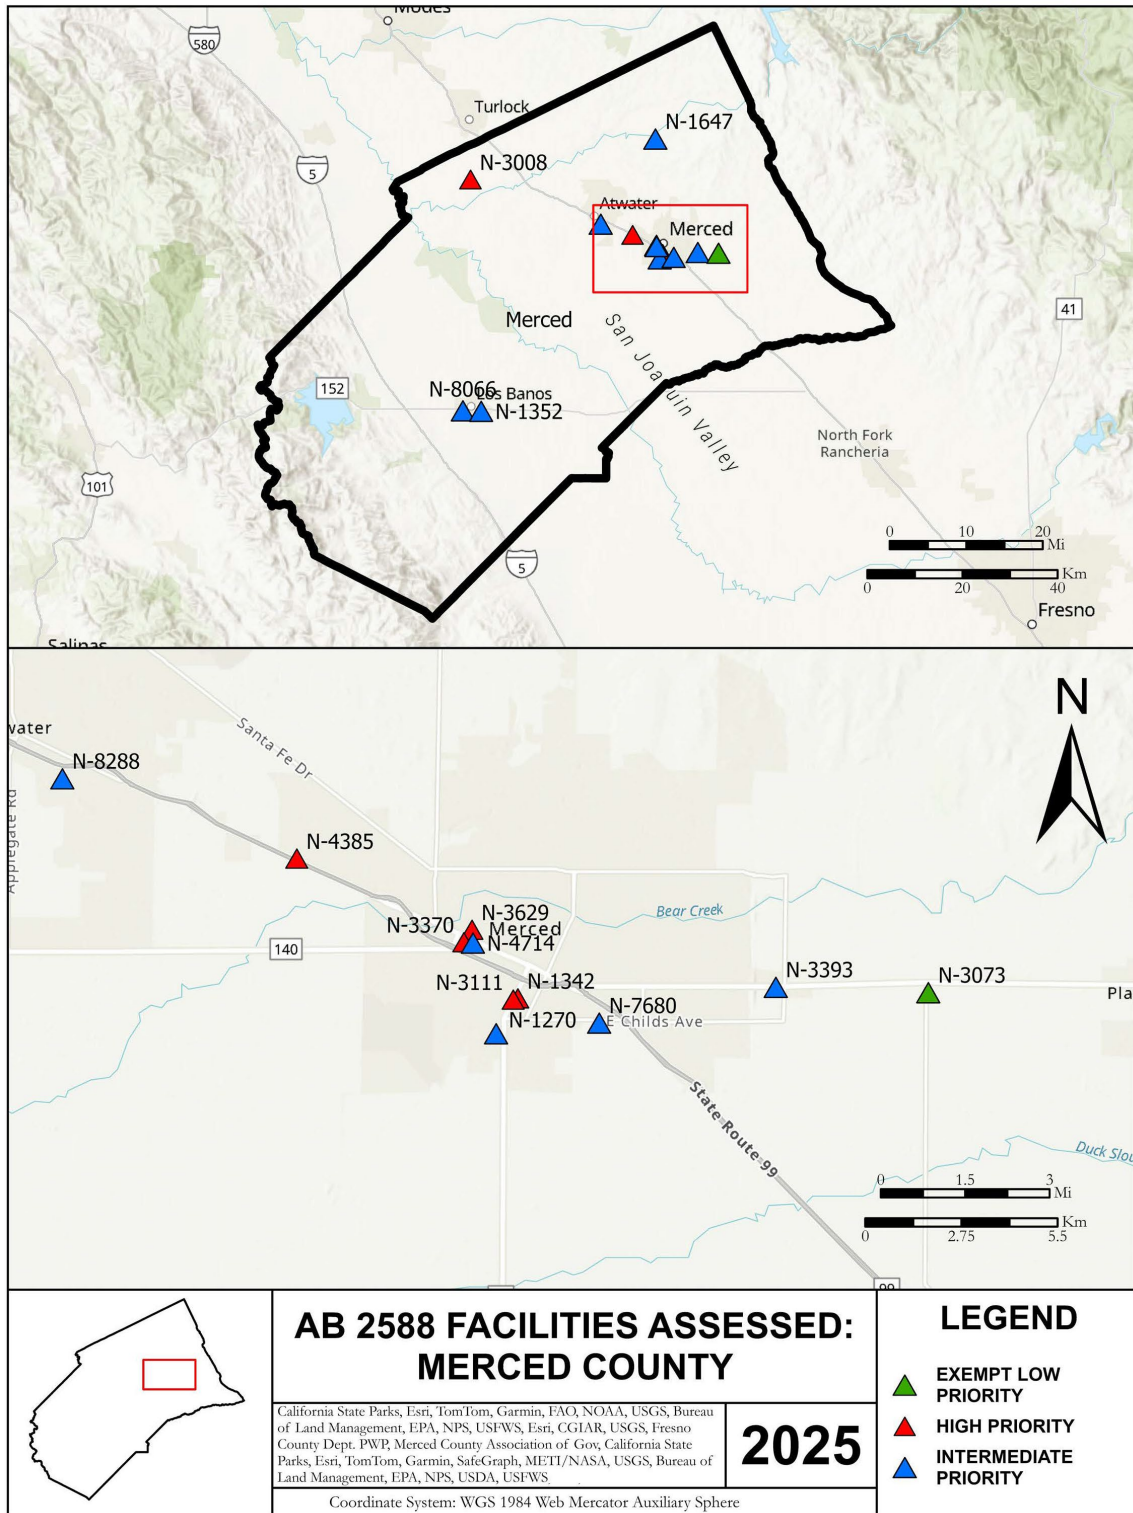 Modes
580
Turlock
N-1647
N-3008
5
Atwater
Merced
41
Merced
San Joaquin Valley
152
N-8066
Los Banos
N-1352
North Fork
Rancheria
101
0 10 20
Mi
Km
0 20 40
5
Fresno
Salinas
N
water
Santa Fe Dr
N-8288
Applegate Rd
N-4385
N-3629
Bear Creek
N-3370
Merced
N-4714
140
N-3393
N-3073
N-3111
N-1342
Pla
N-7680
N-1270
E Childs Ave
State Route 99
Duck Slou
0 1.5 3
Mi
Km
0 2.75 5.5
99
AB 2588 FACILITIES ASSESSED:
MERCED COUNTY
California State Parks, Esri, TomTom, Garmin, FAO, NOAA, USGS, Bureau
of Land Management, EPA, NPS, USFWS, Esri, CGIAR, USGS, Fresno
County Dept. PWP, Merced County Association of Gov, California State
Parks, Esri, TomTom, Garmin, SafeGraph, METI/NASA, USGS, Bureau of
Land Management, EPA, NPS, USDA, USFWS
2025
Coordinate System: WGS 1984 Web Mercator Auxiliary Sphere
LEGEND
EXEMPT LOW
PRIORITY
HIGH PRIORITY
INTERMEDIATE
PRIORITY